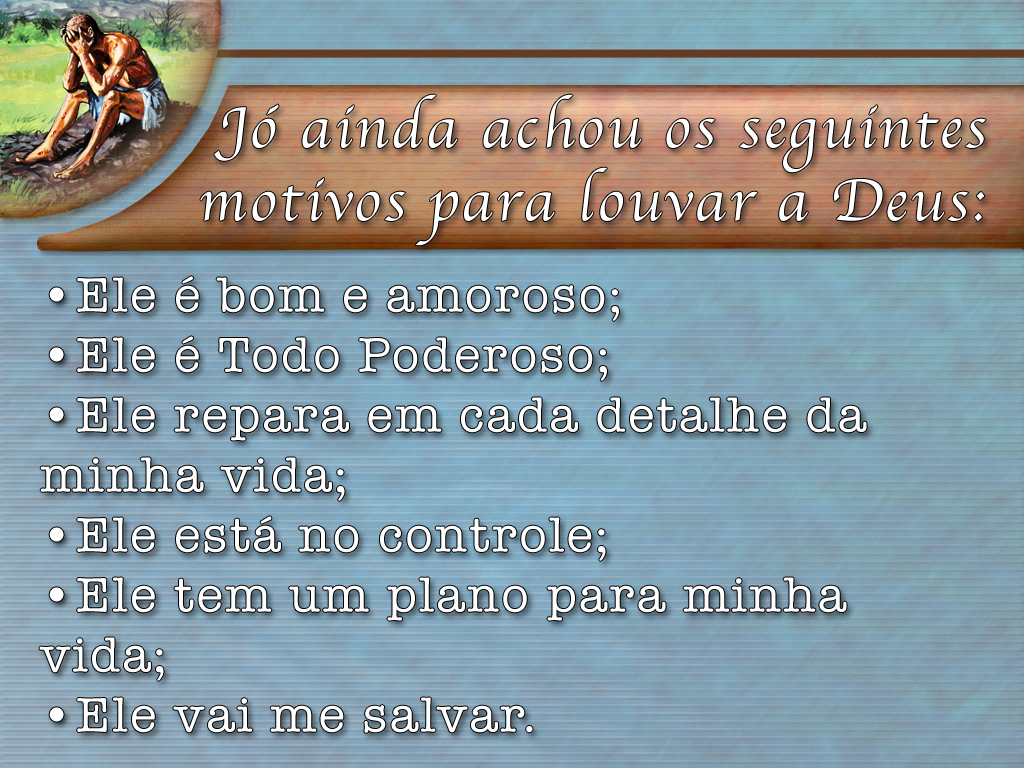 Jó ainda achou os seguintes
motivos para louvar a Deus:
•Ele é bom e amoroso;
•Ele é Todo Poderoso;
•Ele repara em cada detalhe da
minha vida;
•Ele está no controle;
•Ele tem um plano para minha
vida;
•Ele vai me salvar.